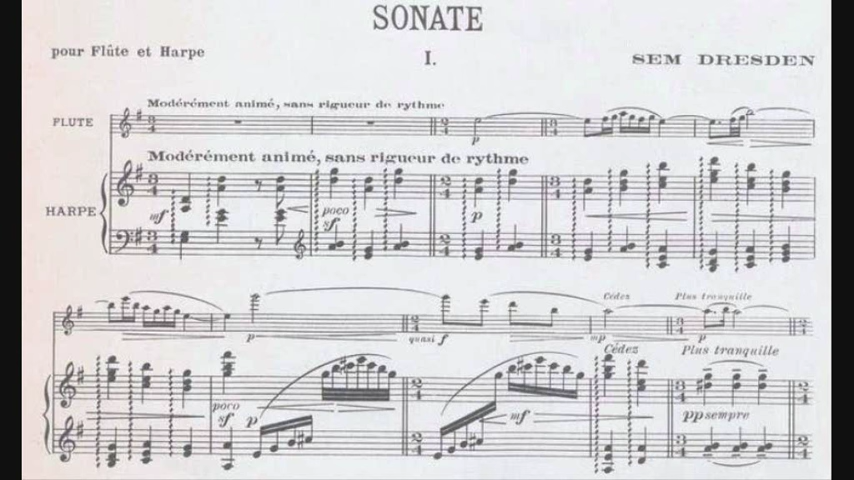 SONATE
pour Flûte et Harpe
I.
SEM DRESDEN
Modérément animé, sans rigueur de rythme
FLUTE
p
Modérément animé, sans rigueur de rythme
HARPE
mf
poco
sf
p
Cédez Plus tranquille
p quasi f mp p
Cédez Plus tranquille
poco
sf
p
mf
pp sempre